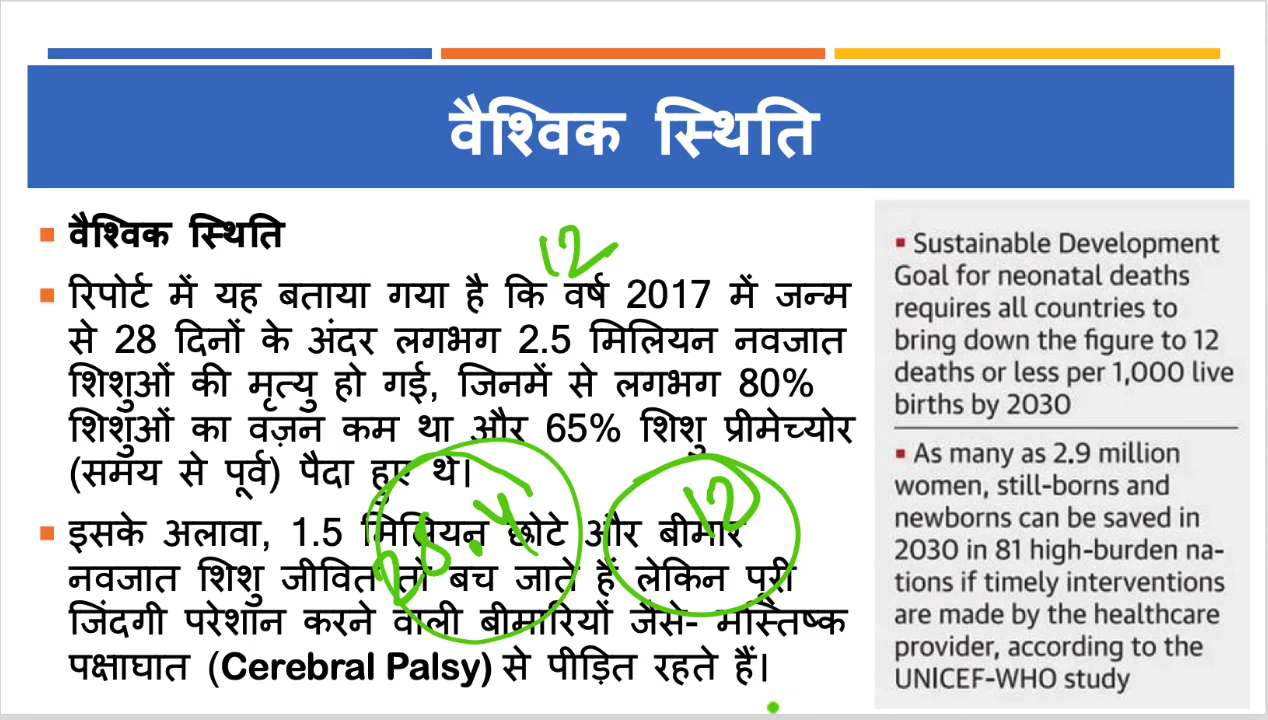 वैश्विक स्थिति
वैश्विक स्थिति
12
रिपोर्ट में यह बताया गया है कि वर्ष 2017 में जन्म
से 28 दिनों के अंदर लगभग 2.5 मिलियन नवजात
शिशुओं की मृत्यु हो गई, जिनमें से लगभग 80%
शिशुओं का वज़न कम था और 65% शिशु प्रीमेच्योर
(समय से पूर्व) पैदा हुए थे।
इसके अलावा, 1.5 मिलियन छोटे और बीमार
नवजात शिशु जीवित तो बच जाते हैं लेकिन पूरी
जिंदगी परेशान करने वाली बीमारियों जैसे- मस्तिष्क
पक्षाघात (Cerebral Palsy) से पीड़ित रहते हैं।
28.4
12
Sustainable Development
Goal for neonatal deaths
requires all countries to
bring down the figure to 12
deaths or less per 1,000 live
births by 2030
As many as 2.9 million
women, still-borns and
newborns can be saved in
2030 in 81 high-burden na-
tions if timely interventions
are made by the healthcare
provider, according to the
UNICEF-WHO study